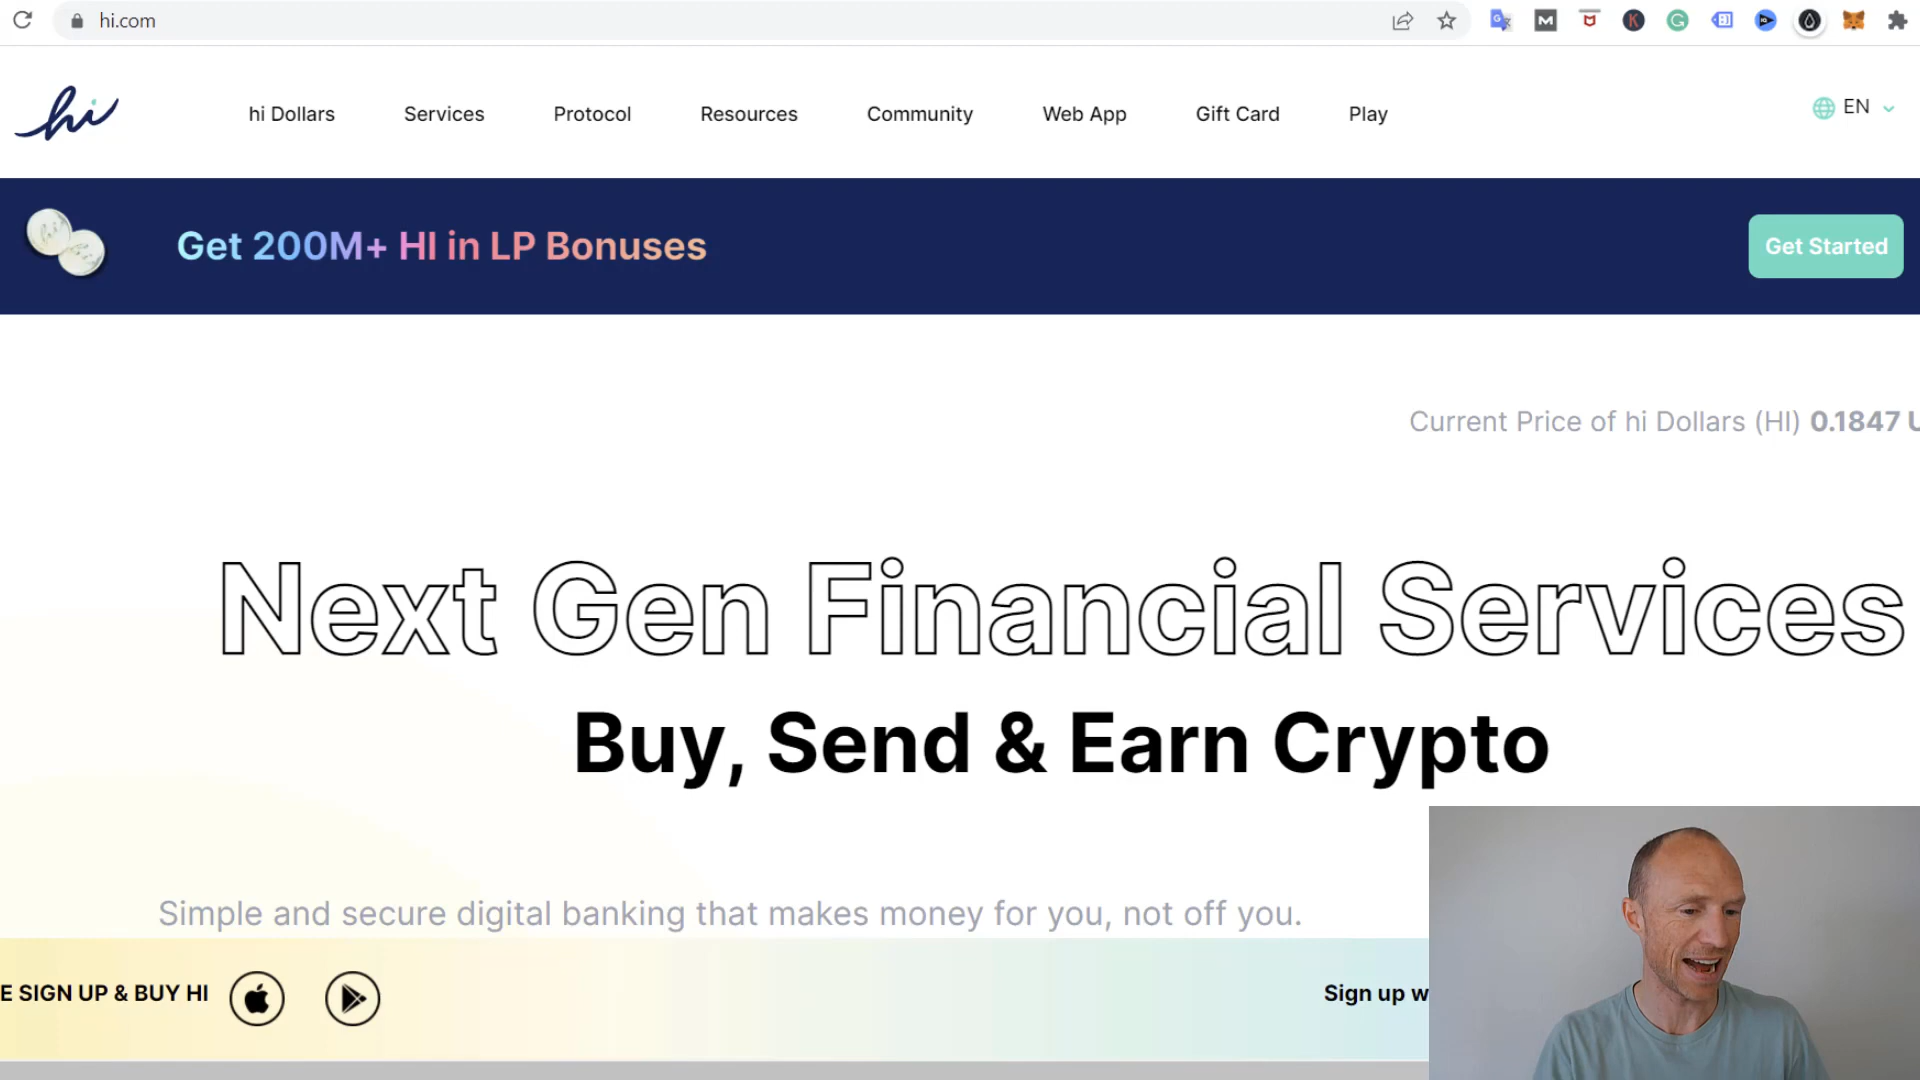 hi.com
hi
hi Dollars
Services
Protocol
Resources
Community
Web App
Gift Card
Play
EN
Get 200M+ HI in LP Bonuses
Get Started
Current Price of hi Dollars (HI) 0.1847 U
Next Gen Financial Services
Buy, Send & Earn Crypto
Simple and secure digital banking that makes money for you, not off you.
E SIGN UP & BUY HI
Sign up w